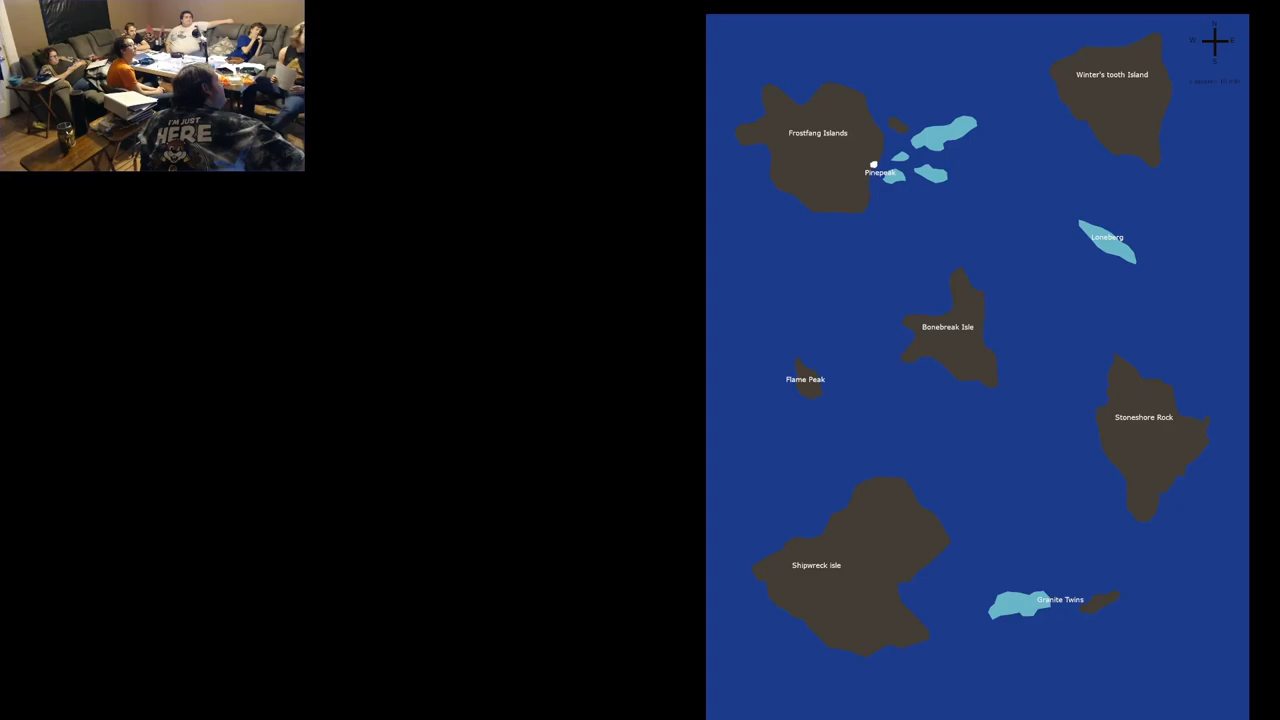 I'M JUST
HERE
N
W E
S
Winter's tooth Island
Frostfang Islands
Pinepeak
Loneberg
Bonebreak Isle
Flame Peak
Stoneshore Rock
Shipwreck isle
Granite Twins